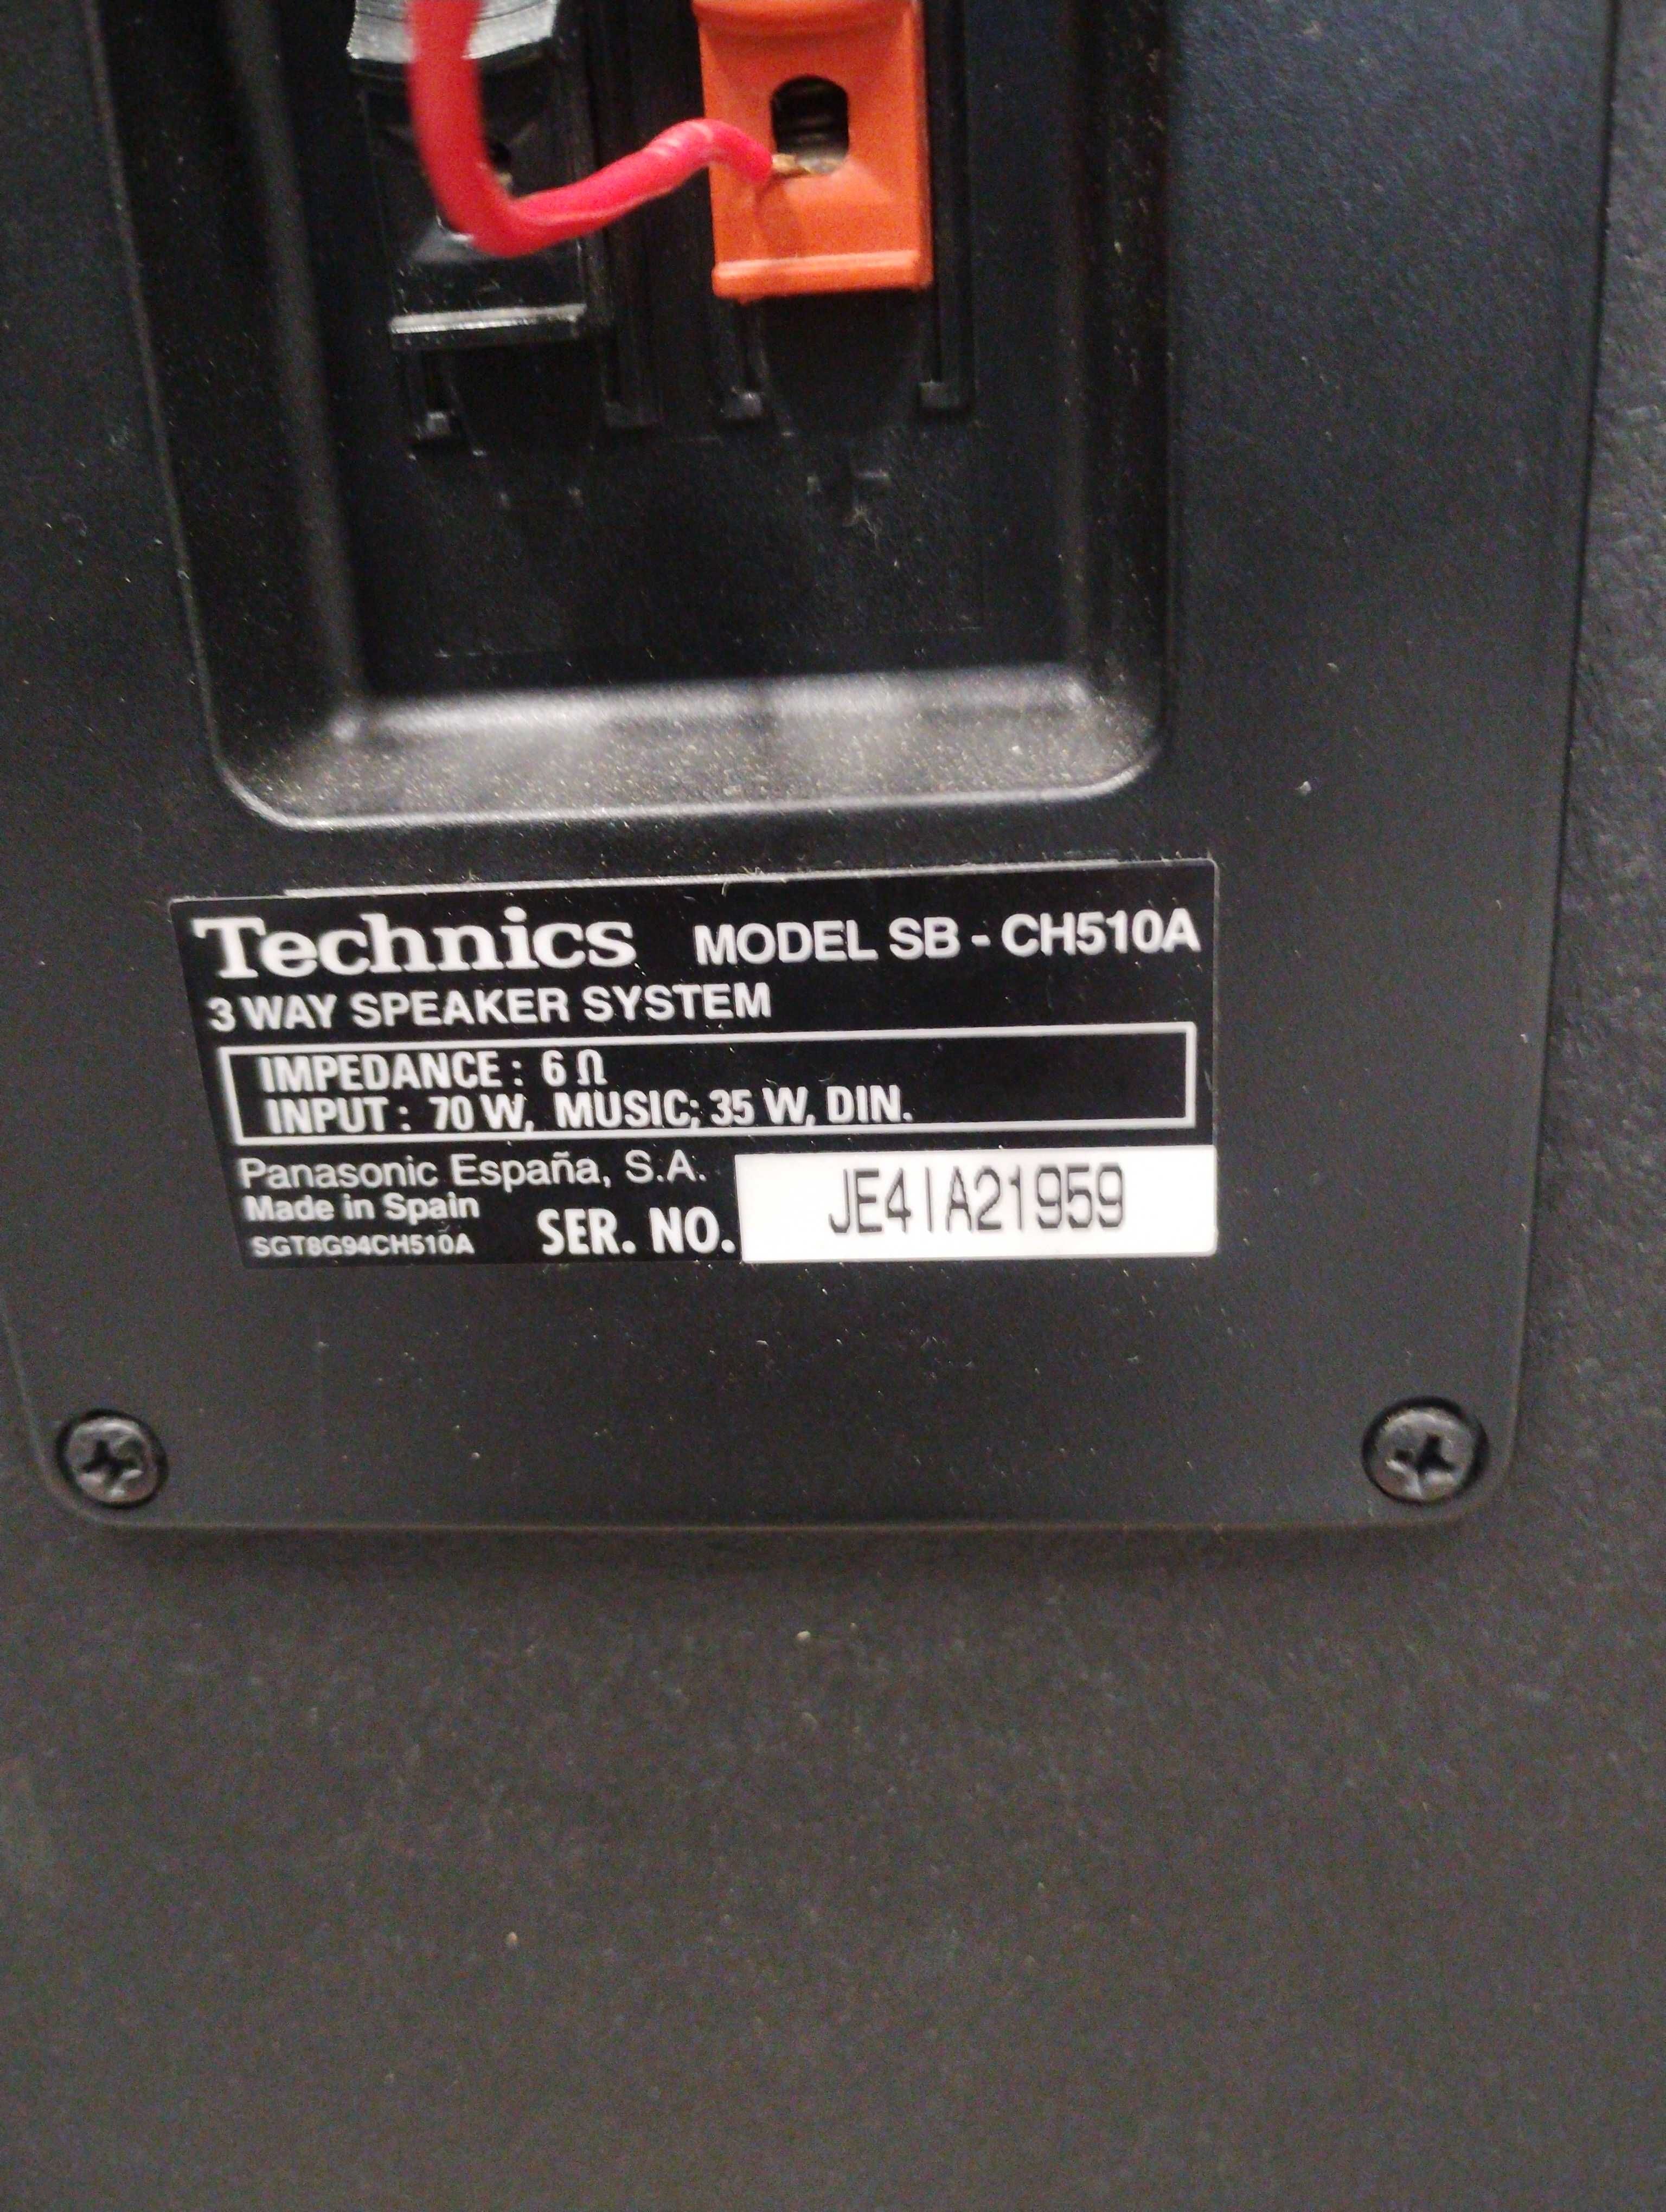 Technics MODEL SB - CH510A
3 WAY SPEAKER SYSTEM
IMPEDANCE : 6 Ω
INPUT : 70 W, MUSIC; 35 W, DIN.
Panasonic España, S.A.
Made in Spain
SGT8G94CH510A SER. NO. JE4IA21959